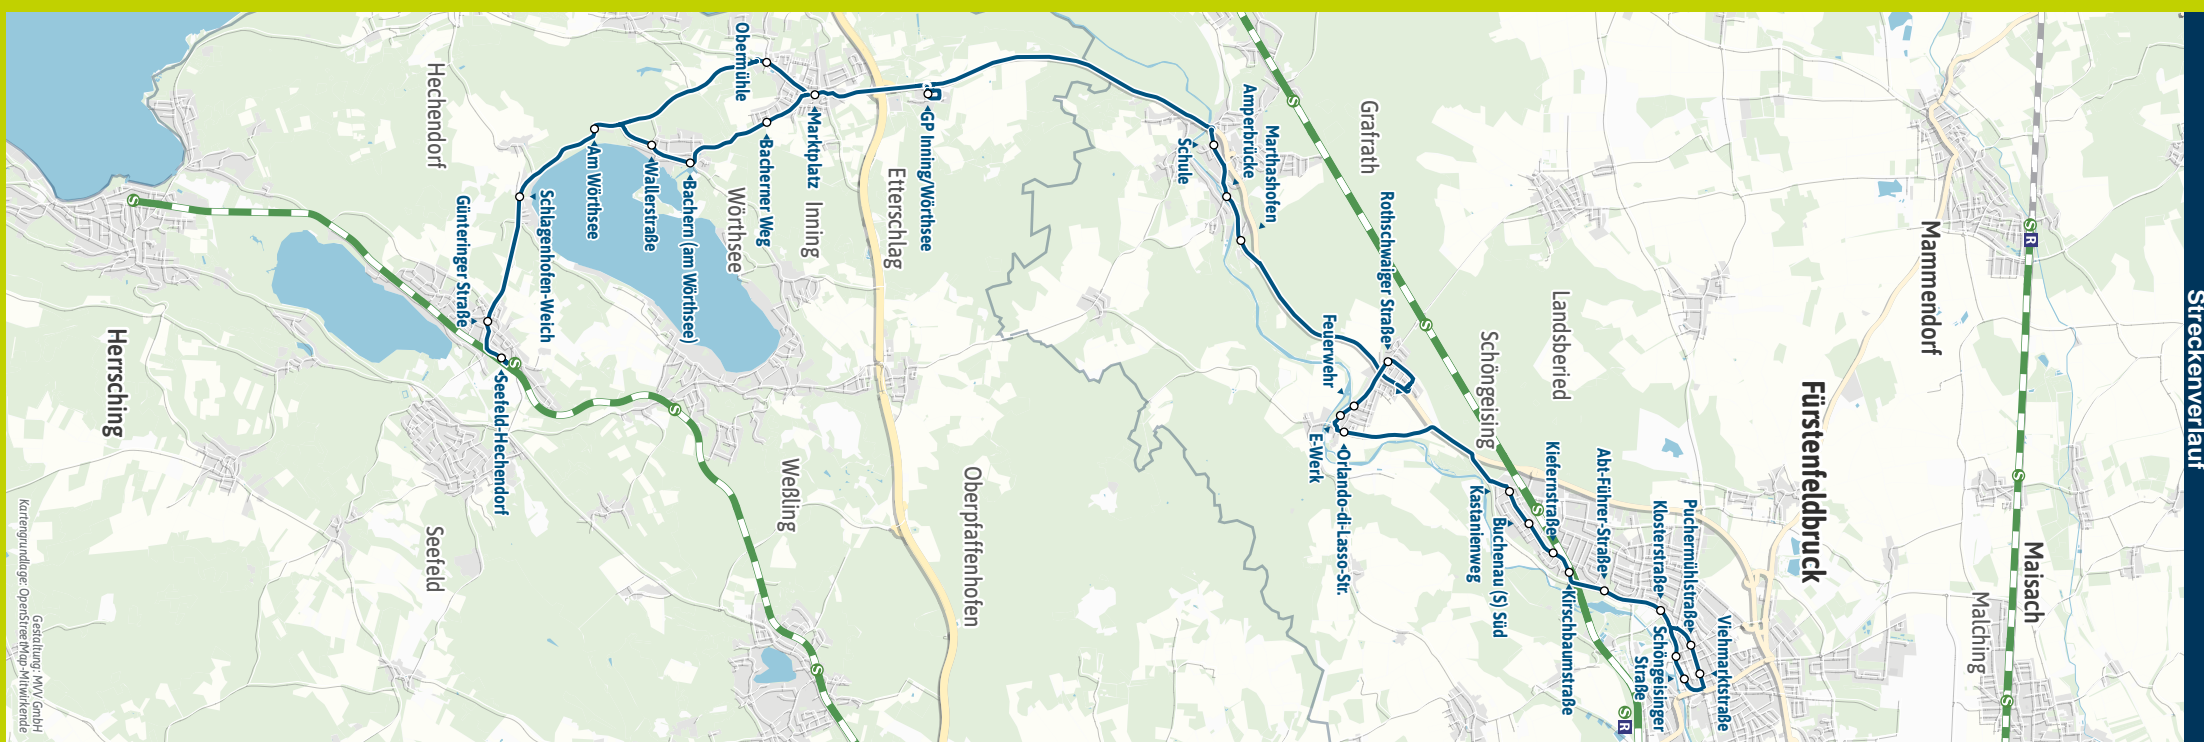 Streckenverlauf
Maisach
Malching
Mammendorf
Fürstenfeldbruck
Viehmarktstraße
Puchermühlstraße
Klosterstraße
Schöngeisinger
Straße
Abt-Führer-Straße
Kirschbaumstraße
Kiefernstraße
Buchenau (S) Süd
Kastanienweg
Landsberied
Schöngeising
Rothschwaiger Straße
Feuerwehr
Orlando-di-Lasso-Str.
E-Werk
Grafrath
Marthashofen
Amperbrücke
Schule
Oberpfaffenhofen
GP Inning/Wörthsee
Etterschlag
Inning
Marktplatz
Bacherner Weg
Obermühle
Wörthsee
Bachern (am Wörthsee)
Wallerstraße
Am Wörthsee
Weßling
Schlagenhofen-Weich
Günteringer Straße
Seefeld-Hechendorf
Hechendorf
Seefeld
Herrsching
S
S
S
S
S
S
S
S
S
S
S
R
R
Gestaltung: MVV GmbH
Kartengrundlage: OpenStreetMap-Mitwirkende